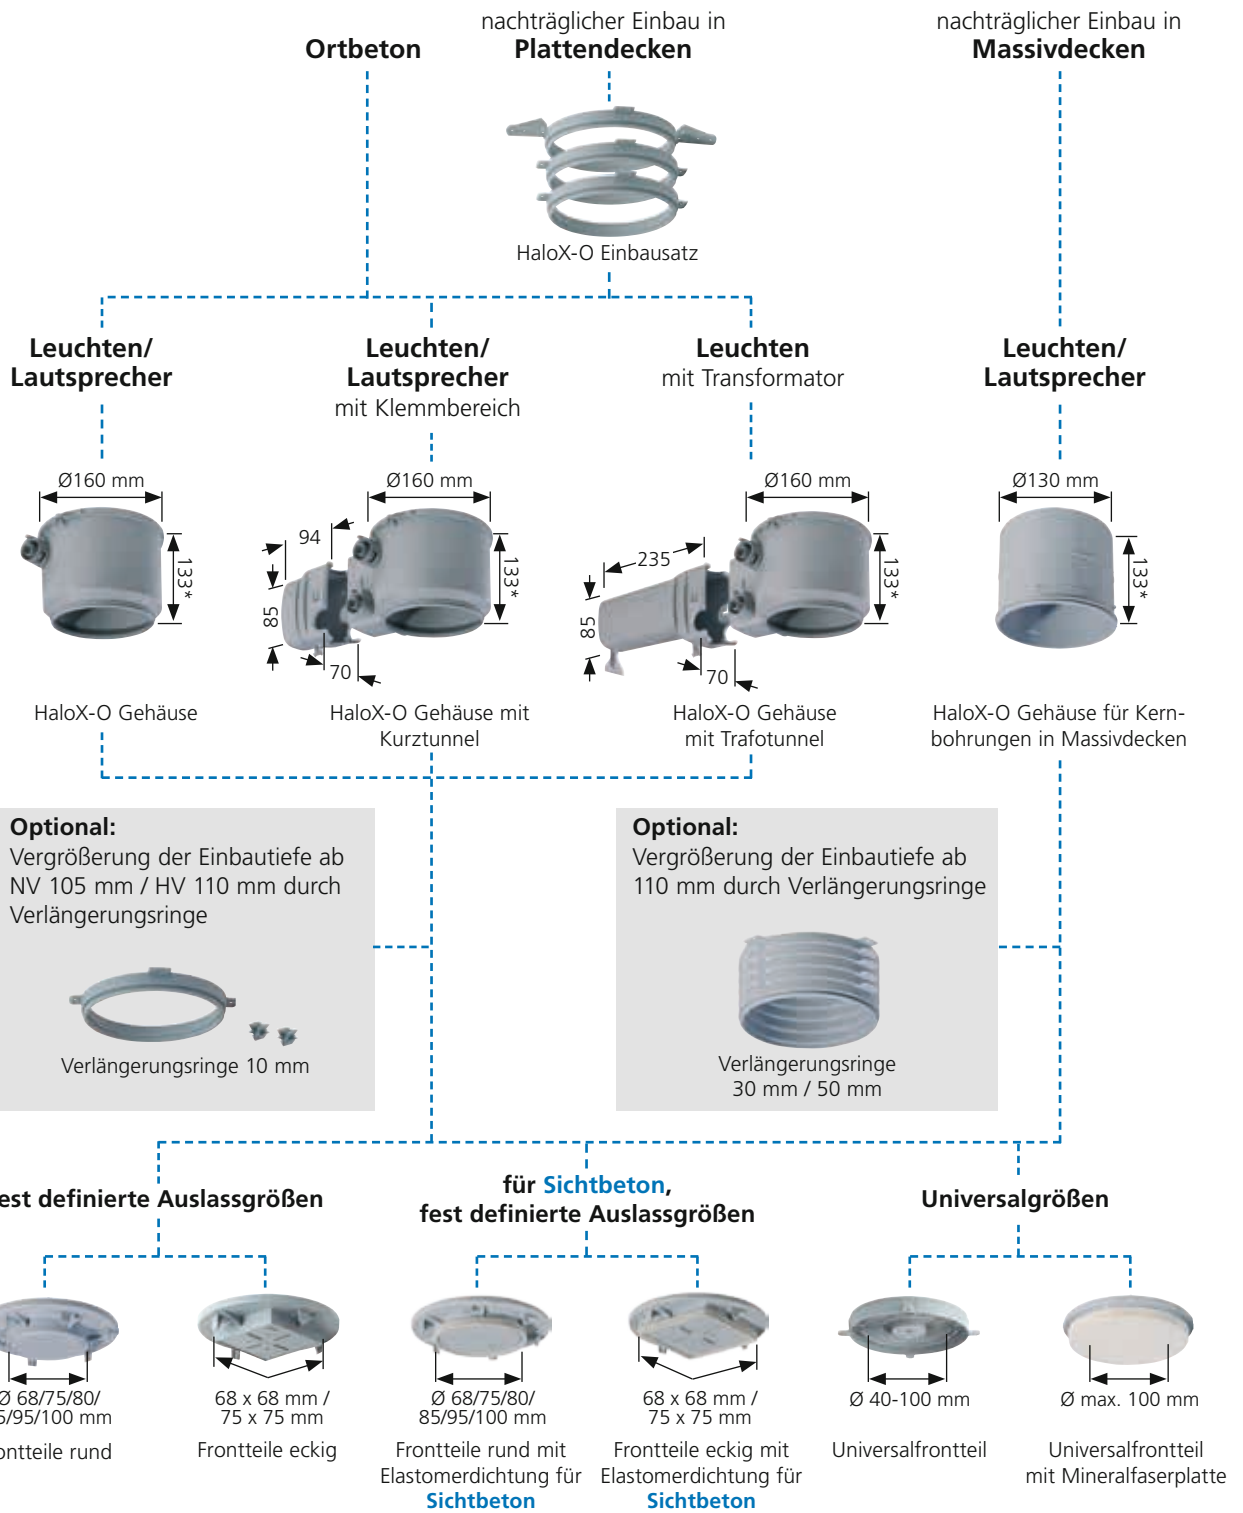 Ortbeton
nachträglicher Einbau in
Plattendecken
nachträglicher Einbau in
Massivdecken
HaloX-O Einbausatz
Leuchten/
Lautsprecher
Leuchten/
Lautsprecher
mit Klemmbereich
Leuchten
mit Transformator
Leuchten/
Lautsprecher
Ø160 mm
133*
Ø160 mm
94
85
70
133*
Ø160 mm
235
85
70
133*
Ø130 mm
133*
HaloX-O Gehäuse
HaloX-O Gehäuse mit
Kurztunnel
HaloX-O Gehäuse
mit Trafotunnel
HaloX-O Gehäuse für Kern-
bohrungen in Massivdecken
Optional:
Vergrößerung der Einbautiefe ab
NV 105 mm / HV 110 mm durch
Verlängerungsringe
Verlängerungsringe 10 mm
Optional:
Vergrößerung der Einbautiefe ab
110 mm durch Verlängerungsringe
Verlängerungsringe
30 mm / 50 mm
est definierte Auslassgrößen
für Sichtbeton,
fest definierte Auslassgrößen
Universalgrößen
Ø 68/75/80/
5/95/100 mm
ontteile rund
68 x 68 mm /
75 x 75 mm
Frontteile eckig
Ø 68/75/80/
85/95/100 mm
Frontteile rund mit
Elastomerdichtung für
Sichtbeton
68 x 68 mm /
75 x 75 mm
Frontteile eckig mit
Elastomerdichtung für
Sichtbeton
Ø 40-100 mm
Universalfrontteil
Ø max. 100 mm
Universalfrontteil
mit Mineralfaserplatte